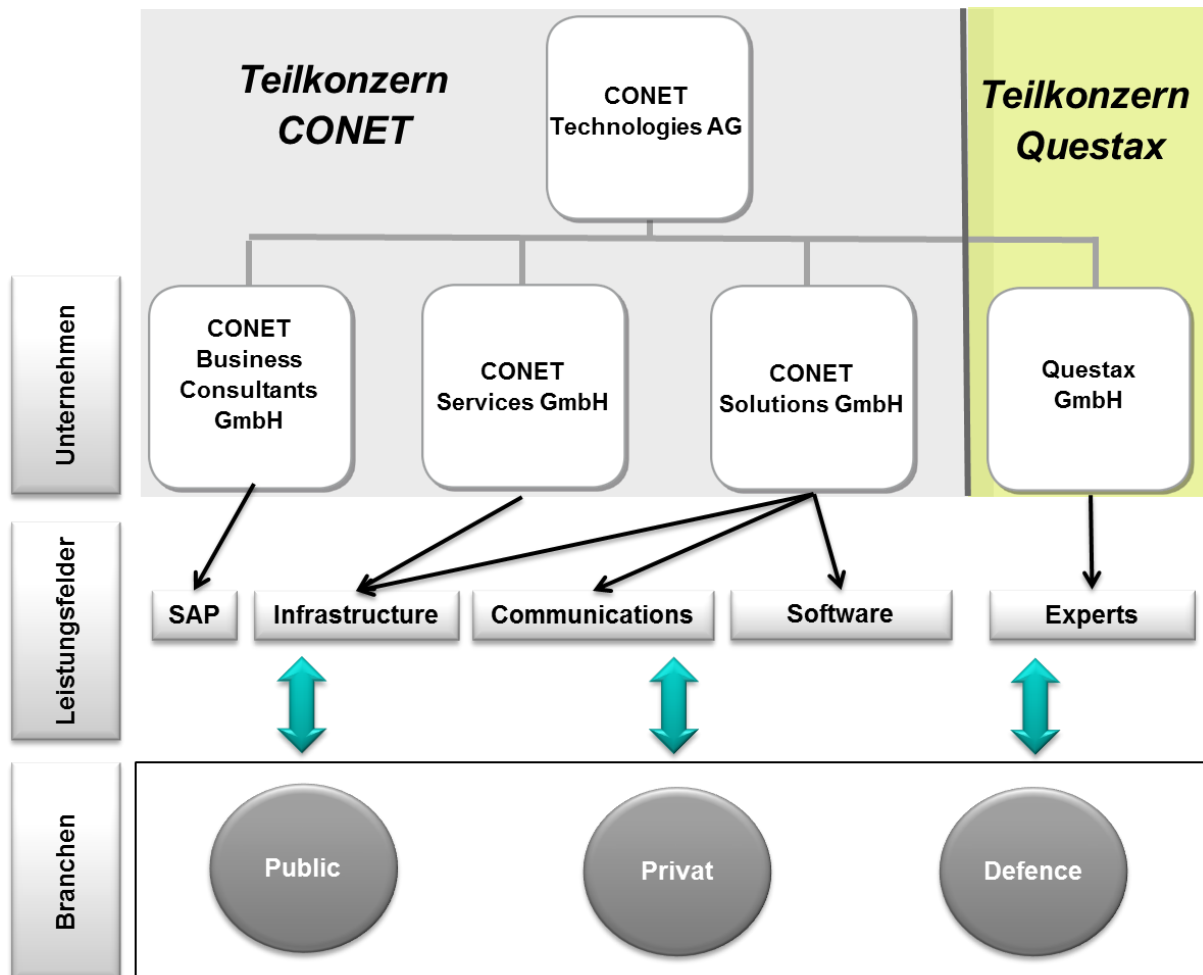 Teilkonzern
CONET
CONET
Technologies AG
Teilkonzern
Questax
Unternehmen
CONET
Business
Consultants
GmbH
CONET
Services GmbH
CONET
Solutions GmbH
Questax
GmbH
Leistungsfelder
SAP
Infrastructure
Communications
Software
Experts
Branchen
Public
Privat
Defence